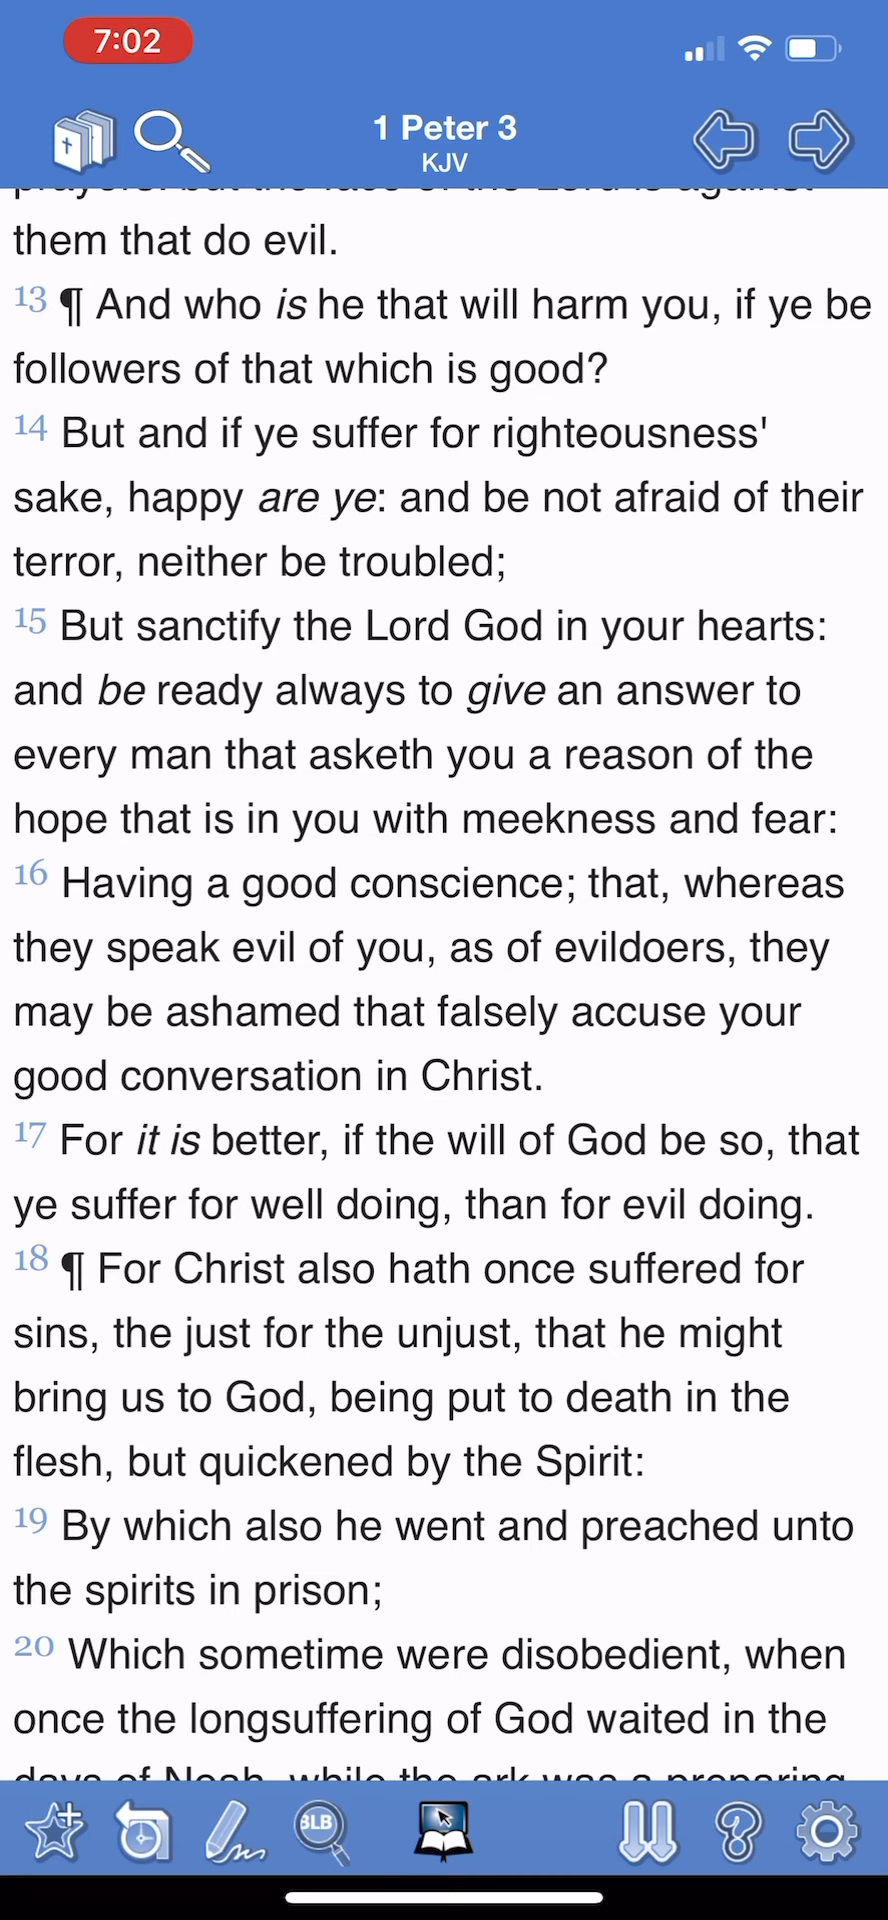 7:02
1 Peter 3
KJV
them that do evil.
13 ¶ And who is he that will harm you, if ye be
followers of that which is good?
14 But and if ye suffer for righteousness'
sake, happy are ye: and be not afraid of their
terror, neither be troubled;
15 But sanctify the Lord God in your hearts:
and be ready always to give an answer to
every man that asketh you a reason of the
hope that is in you with meekness and fear:
16 Having a good conscience; that, whereas
they speak evil of you, as of evildoers, they
may be ashamed that falsely accuse your
good conversation in Christ.
17 For it is better, if the will of God be so, that
ye suffer for well doing, than for evil doing.
18 ¶ For Christ also hath once suffered for
sins, the just for the unjust, that he might
bring us to God, being put to death in the
flesh, but quickened by the Spirit:
19 By which also he went and preached unto
the spirits in prison;
20 Which sometime were disobedient, when
once the longsuffering of God waited in the
days of Noah, while the ark was a preparing,
BLB